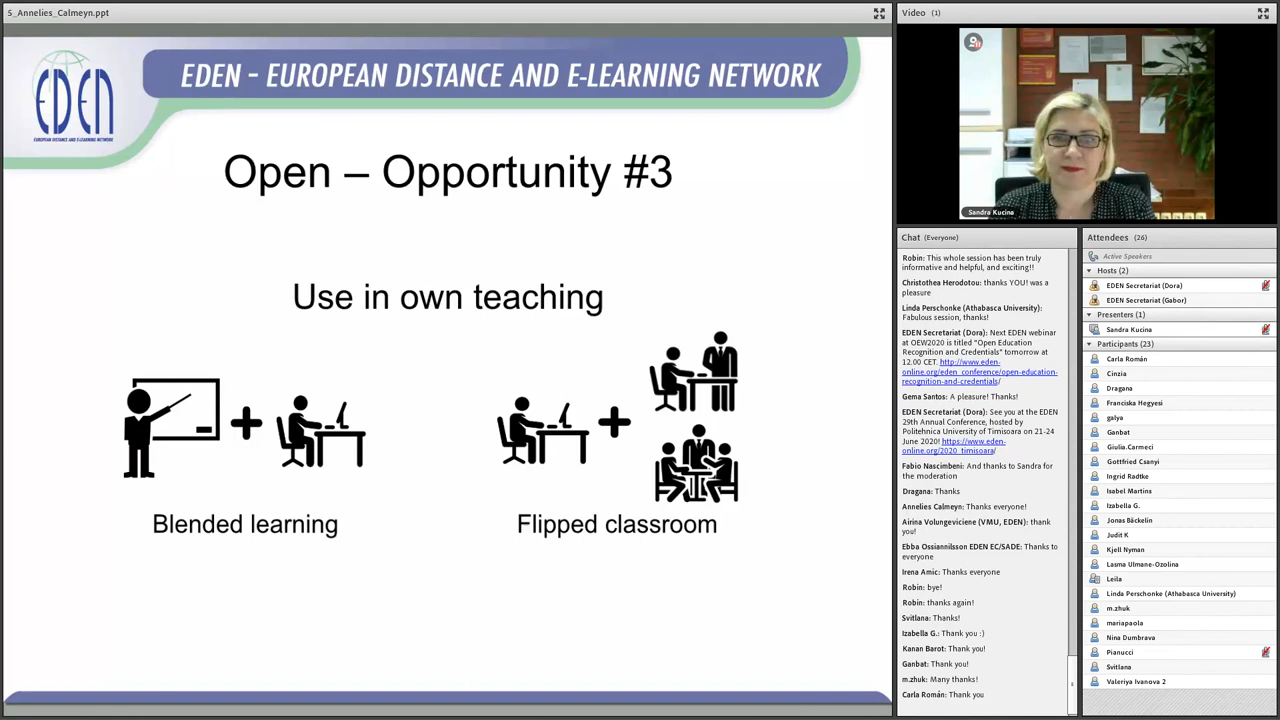 5_Annelies_Calmeyn.ppt
EDEN
EUROPEAN DISTANCE AND E-LEARNING NETWORK
EDEN - EUROPEAN DISTANCE AND E-LEARNING NETWORK
Open – Opportunity #3
Use in own teaching
Blended learning
Flipped classroom
Video (1)
Sandra Kucina
Chat (Everyone)
Robin: This whole session has been truly
informative and helpful, and exciting!!
Christothea Herodotou: thanks YOU! was a
pleasure
Linda Perschonke (Athabasca University):
Fabulous session, thanks!
EDEN Secretariat (Dora): Next EDEN webinar
at OEW2020 is titled "Open Education
Recognition and Credentials" tomorrow at
12.00 CET. http://www.eden-
online.org/eden_conference/open-education-
recognition-and-credentials/
Gema Santos: A pleasure! Thanks!
EDEN Secretariat (Dora): See you at the EDEN
29th Annual Conference, hosted by
Politehnica University of Timisoara on 21-24
June 2020! https://www.eden-
online.org/2020_timisoara/
Fabio Nascimbeni: And thanks to Sandra for
the moderation
Dragana: Thanks
Annelies Calmeyn: Thanks everyone!
Airina Volungeviciene (VMU, EDEN): thank
you!
Ebba Ossiannilsson EDEN EC/SADE: Thanks to
everyone
Irena Amic: Thanks everyone
Robin: bye!
Robin: thanks again!
Svitlana: Thanks!
Izabella G.: Thank you :)
Kanan Barot: Thank you!
Ganbat: Thank you!
m.zhuk: Many thanks!
Carla Román: Thank you
Attendees (26)
Active Speakers
Hosts (2)
EDEN Secretariat (Dora)
EDEN Secretariat (Gabor)
Presenters (1)
Sandra Kucina
Participants (23)
Carla Román
Cinzia
Dragana
Franciska Hegyesi
galya
Ganbat
Giulia.Carmeci
Gottfried Csanyi
Ingrid Radtke
Isabel Martins
Izabella G.
Jonas Bäckelin
Judit K
Kjell Nyman
Lasma Ulmane-Ozolina
Leila
Linda Perschonke (Athabasca University)
m.zhuk
mariapaola
Nina Dumbrava
Pianucci
Svitlana
Valeriya Ivanova 2